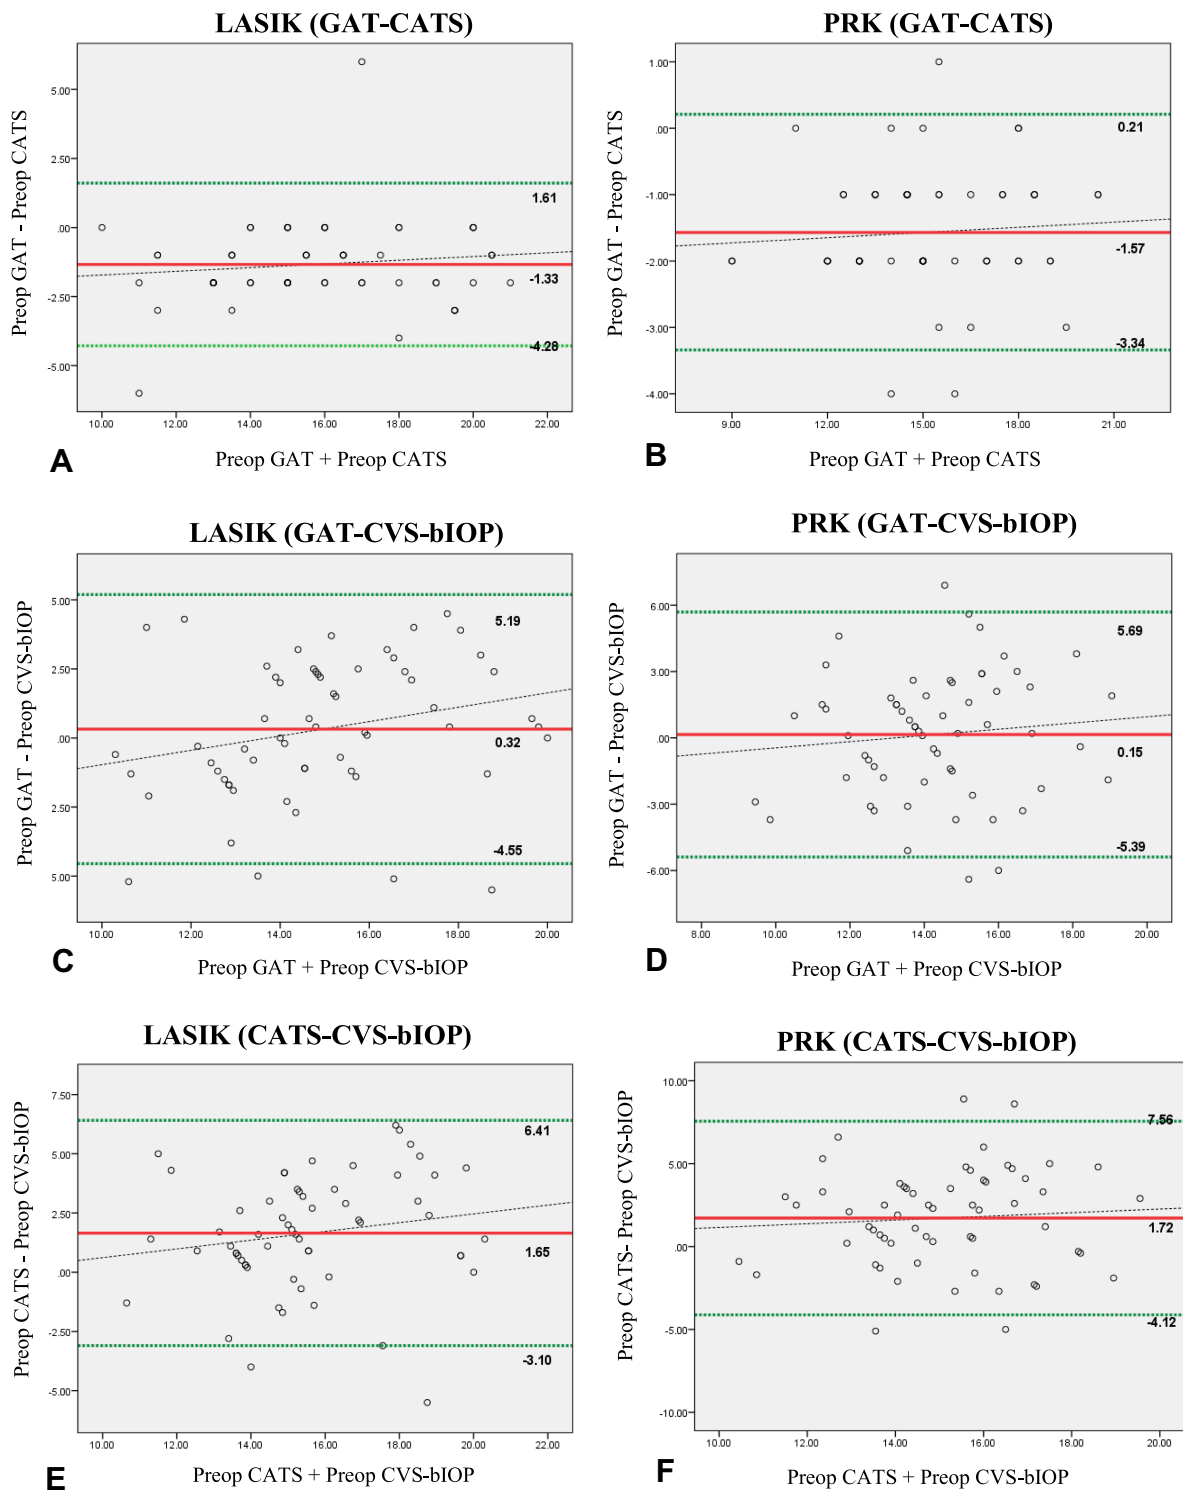 LASIK (GAT-CATS)
Preop GAT - Preop CATS
5.00
2.50
.00
-2.50
-5.00
1.61
-1.33
-4.28
10.00 12.00 14.00 16.00 18.00 20.00 22.00
A
Preop GAT + Preop CATS
PRK (GAT-CATS)
Preop GAT - Preop CATS
1.00
.00
-1.00
-2.00
-3.00
-4.00
0.21
-1.57
-3.34
9.00 12.00 15.00 18.00 21.00
B
Preop GAT + Preop CATS
LASIK (GAT-CVS-bIOP)
Preop GAT - Preop CVS-bIOP
5.00
2.50
.00
2.50
5.00
5.19
0.32
-4.55
10.00 12.00 14.00 16.00 18.00 20.00
C
Preop GAT + Preop CVS-bIOP
PRK (GAT-CVS-bIOP)
Preop GAT - Preop CVS-bIOP
6.00
3.00
.00
-3.00
-6.00
5.69
0.15
-5.39
8.00 10.00 12.00 14.00 16.00 18.00 20.00
D
Preop GAT + Preop CVS-bIOP
LASIK (CATS-CVS-bIOP)
Preop CATS - Preop CVS-bIOP
7.50
5.00
2.50
.00
-2.50
-5.00
6.41
1.65
-3.10
10.00 12.00 14.00 16.00 18.00 20.00 22.00
E
Preop CATS + Preop CVS-bIOP
PRK (CATS-CVS-bIOP)
Preop CATS- Preop CVS-bIOP
10.00
5.00
.00
-5.00
-10.00
7.56
1.72
-4.12
10.00 12.00 14.00 16.00 18.00 20.00
F
Preop CATS + Preop CVS-bIOP